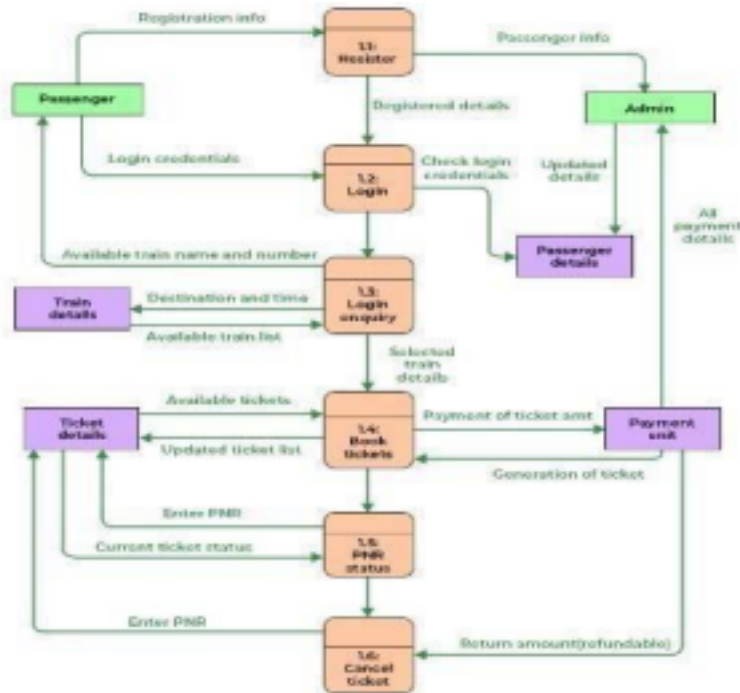 Registration info
1.1:
Resister
Passenger info
Passenger
Admin
Registered details
Login credentials
1.2:
Login
Check login
credentials
Updated
details
All
payment
details
Available train name and number
Passenger
details
Train
details
Destination and time
Available train list
1.3:
Login
enquiry
Selected
train
details
Ticket
details
Available tickets
Updated ticket list
1.4:
Book
tickets
Payment of ticket amt
Payment
unit
Generation of ticket
Enter PNR
Current ticket status
1.5:
PNR
status
Enter PNR
1.6:
Cancel
ticket
Return amount(refundable)